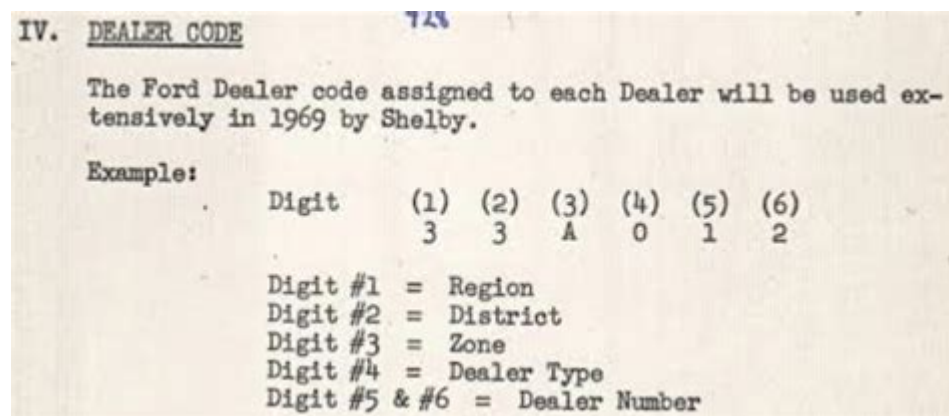 928
IV. DEALER CODE
The Ford Dealer code assigned to each Dealer will be used ex-
tensively in 1969 by Shelby.
Example:
Digit (1) (2) (3) (4) (5) (6)
3 3 A 0 1 2
Digit #1 = Region
Digit #2 = District
Digit #3 = Zone
Digit #4 = Dealer Type
Digit #5 & #6 = Dealer Number